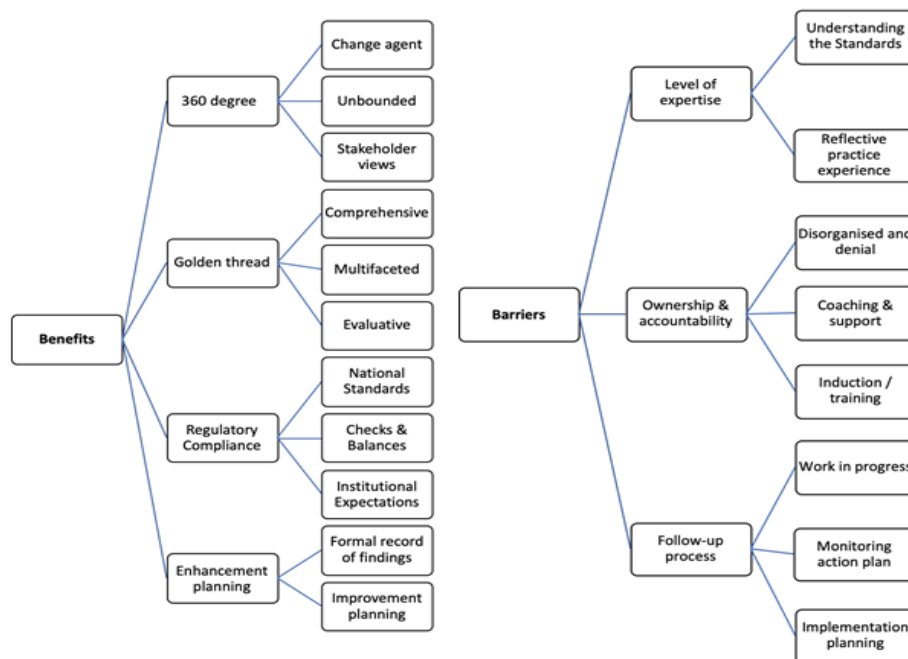 Benefits
360 degree
Change agent
Unbounded
Stakeholder
views
Golden thread
Comprehensive
Multifaceted
Evaluative
Regulatory
Compliance
National
Standards
Checks &
Balances
Institutional
Expectations
Enhancement
planning
Formal record
of findings
Improvement
planning
Barriers
Level of
expertise
Understanding
the Standards
Reflective
practice
experience
Ownership &
accountability
Disorganised and
denial
Coaching &
support
Induction /
training
Follow-up
process
Work in progress
Monitoring
action plan
Implementation
planning